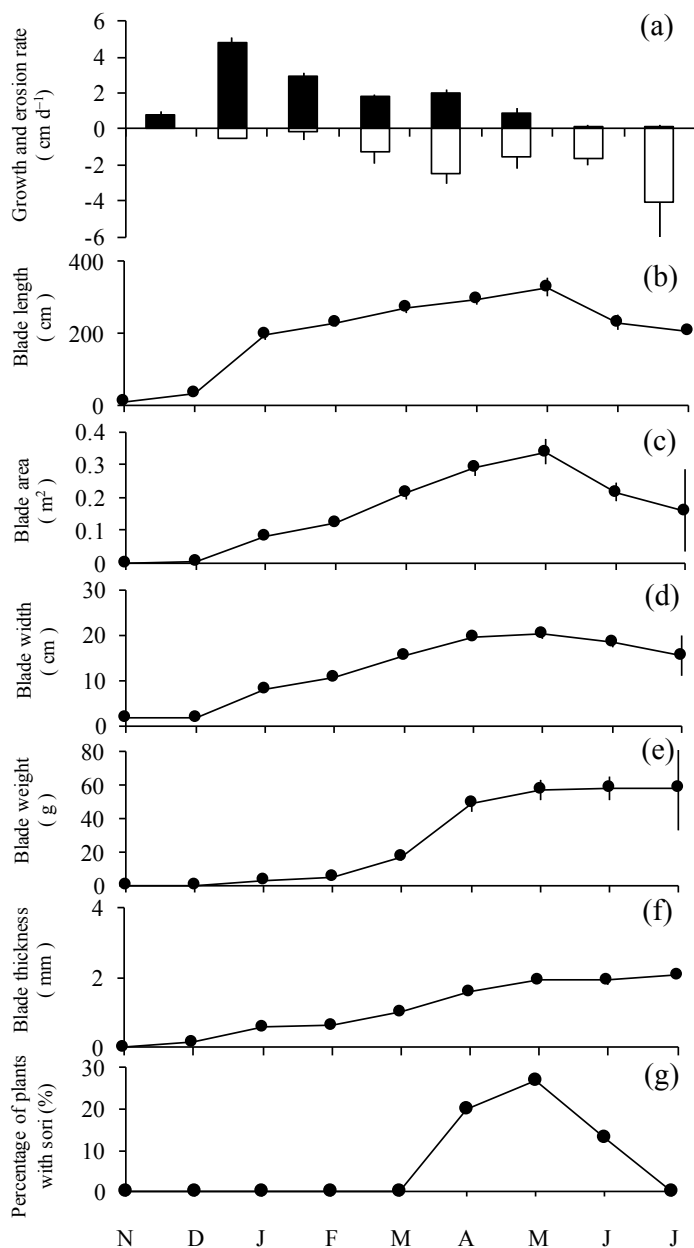 (a)
Growth and erosion rate
( cm d⁻¹)
6
4
2
0
-2
-4
-6
(b)
Blade length
( cm )
400
200
0
N D J F M A M J J
(c)
Blade area
( m²)
0.4
0.3
0.2
0.1
0
(d)
Blade width
( cm )
30
20
10
0
(e)
Blade weight
( g )
80
60
40
20
0
(f)
Blade thickness
( mm )
4
2
0
(g)
Percentage of plants
with sori (%)
30
20
10
0
N D J F M A M J J